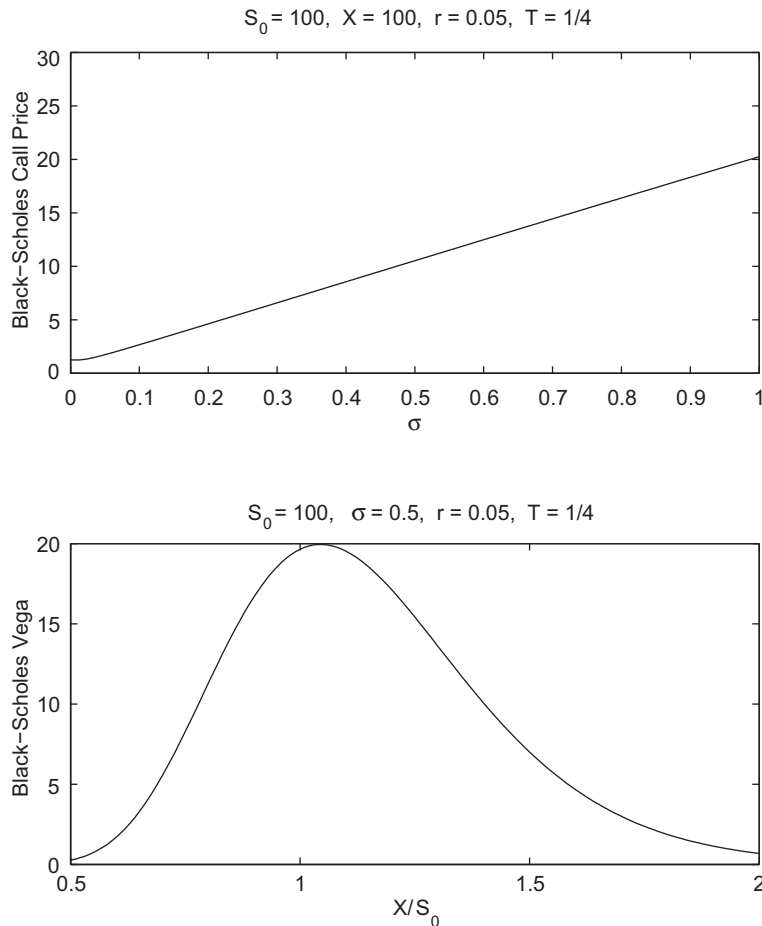 S0 = 100, X = 100, r = 0.05, T = 1/4
Black−Scholes Call Price
30
25
20
15
10
5
0
0 0.1 0.2 0.3 0.4 0.5 0.6 0.7 0.8 0.9 1
σ
S0 = 100, σ = 0.5, r = 0.05, T = 1/4
Black−Scholes Vega
20
15
10
5
0
0.5 1 1.5 2
X/S0